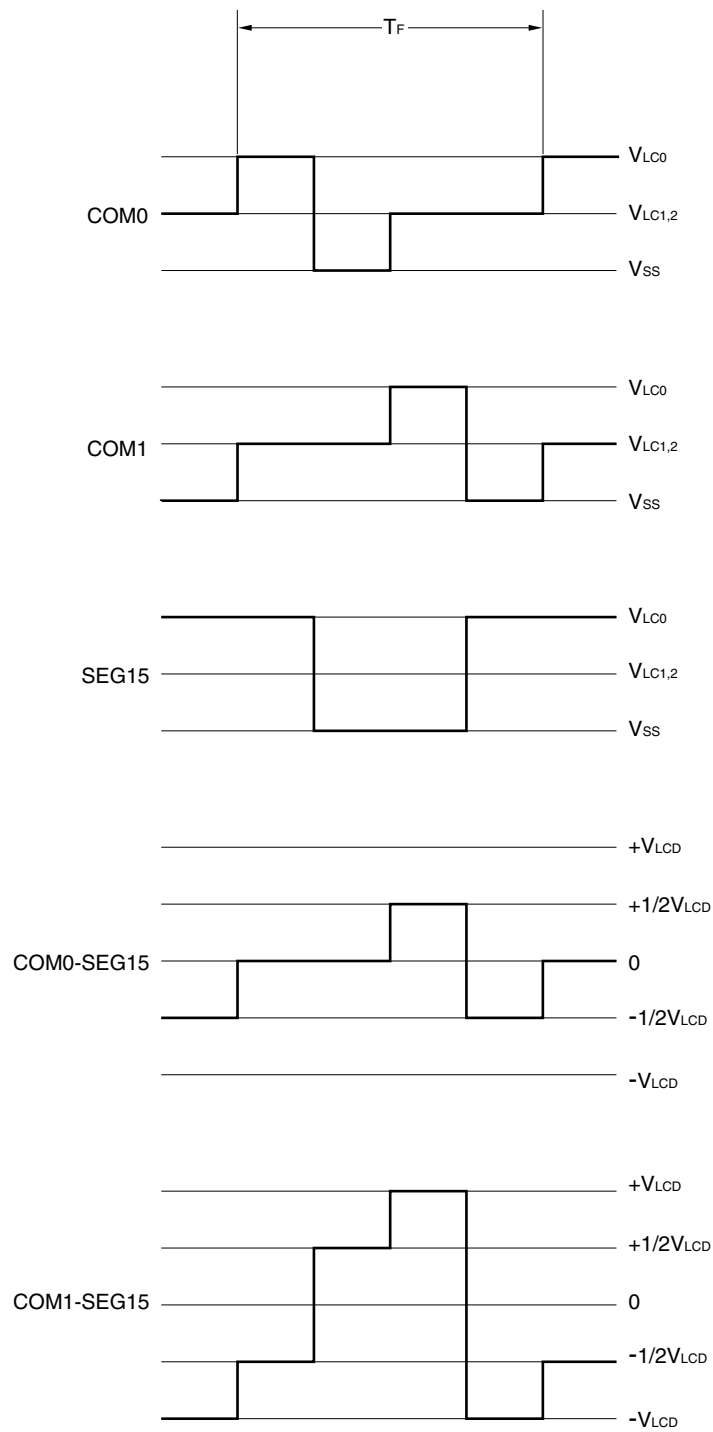 TF
VLC0
COM0
VLC1,2
VSS
VLC0
COM1
VLC1,2
VSS
VLC0
SEG15
VLC1,2
VSS
+VLCD
+1/2VLCD
COM0-SEG15
0
-1/2VLCD
-VLCD
+VLCD
+1/2VLCD
COM1-SEG15
0
-1/2VLCD
-VLCD